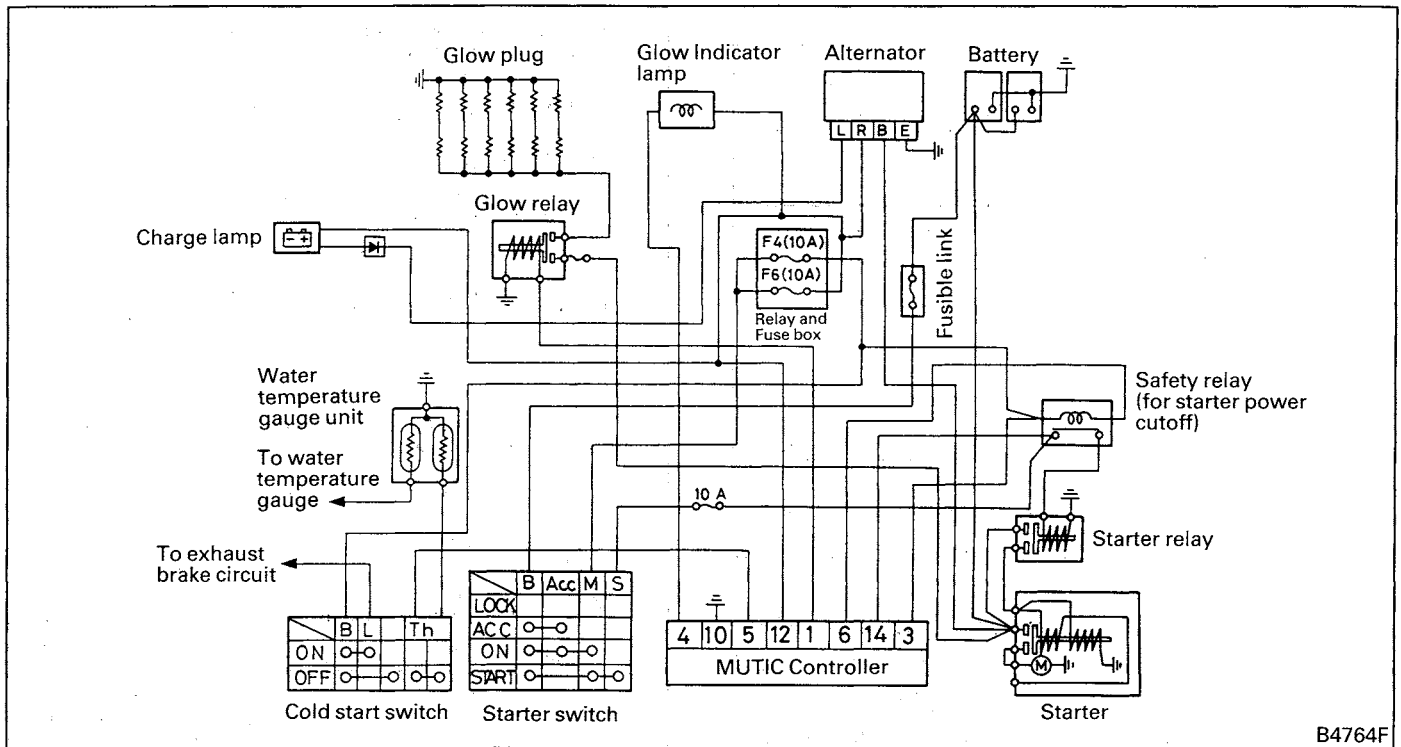 Glow plug
Glow Indicator
lamp
Alternator
Battery
L R B E
Glow relay
Charge lamp
F4(10A)
F6(10A)
Relay and
Fuse box
Fusible link
Water
temperature
gauge unit
Safety relay
(for starter power
cutoff)
To water
temperature
gauge
10 A
Starter relay
To exhaust
brake circuit
B Acc M S
LOCK
ACC
ON
START
B L Th
ON
OFF
4 10 5 12 1 6 14 3
MUTIC Controller
M
Cold start switch
Starter switch
Starter
B4764F